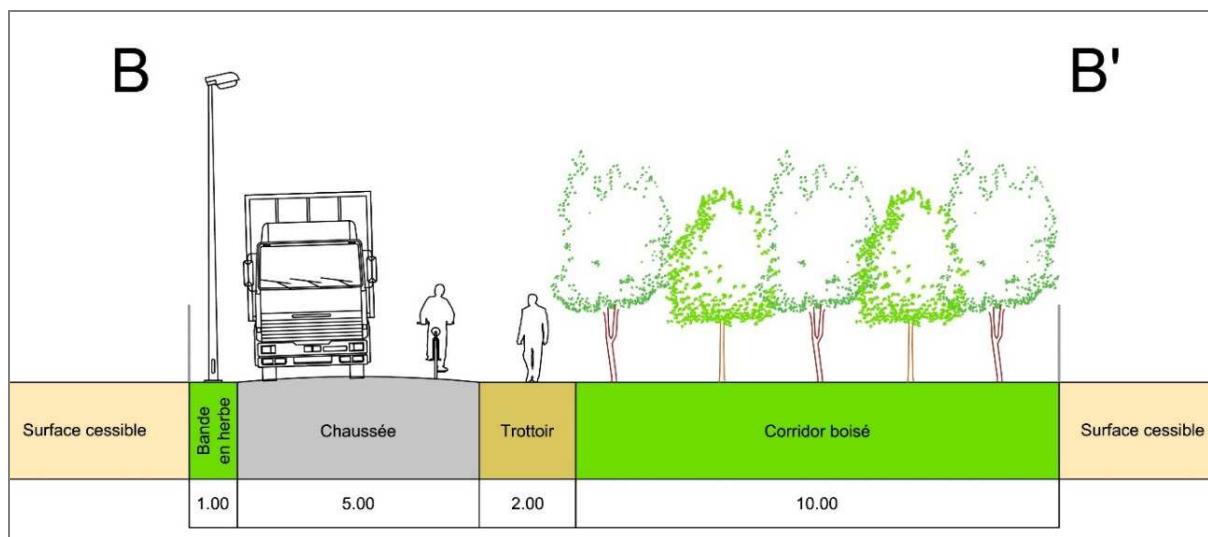 B
B'
Surface cessible
Bande
en herbe
Chaussée
Trottoir
Corridor boisé
Surface cessible
1.00
5.00
2.00
10.00